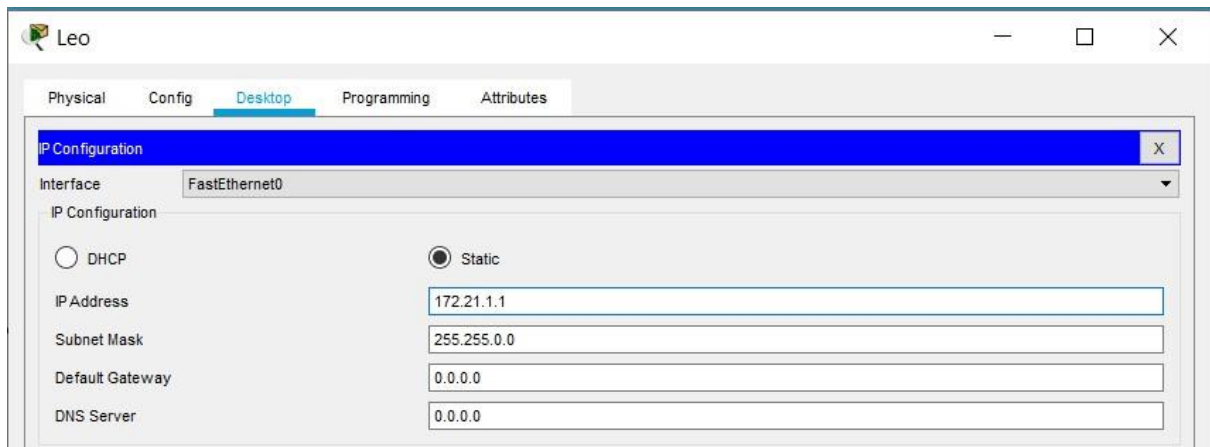 Leo
Physical Config Desktop Programming Attributes
IP Configuration X
Interface FastEthernet0
IP Configuration
DHCP Static
IP Address 172.21.1.1
Subnet Mask 255.255.0.0
Default Gateway 0.0.0.0
DNS Server 0.0.0.0